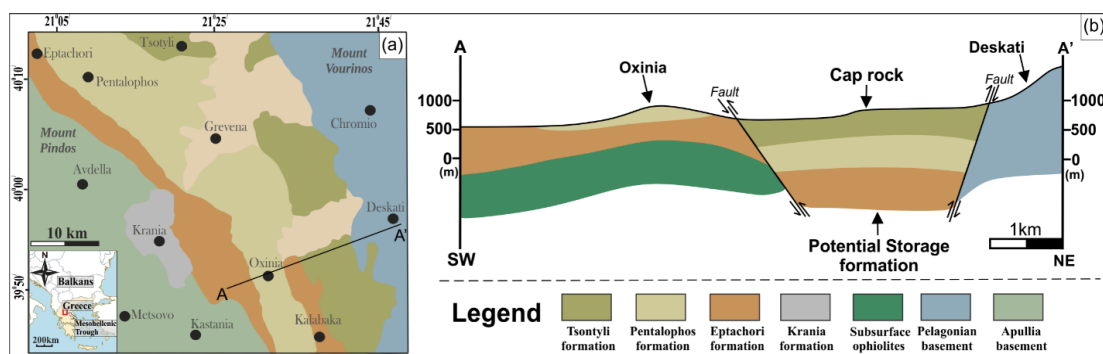 21°05
21°25
21°45
(a)
Tsotyli
Eptachori
Mount
Vourinos
40°10
Pentalophos
Chromio
Grevena
Mount
Pindos
Avdella
40°00
Deskati
10 km
Krania
A'
N
Oxinia
Balkans
A
39°50
Greece
Mesohellenic
Trough
Metsovo
Kastania
Kalabaka
200km
(b)
A
Deskati
A'
Oxinia
Cap rock
Fault
Fault
1000
1000
500
500
0
0
(m)
(m)
Potential Storage
formation
1km
SW
NE
Legend
Tsontyli
formation
Pentalophos
formation
Eptachori
formation
Krania
formation
Subsurface
ophiolites
Pelagonian
basement
Apullia
basement